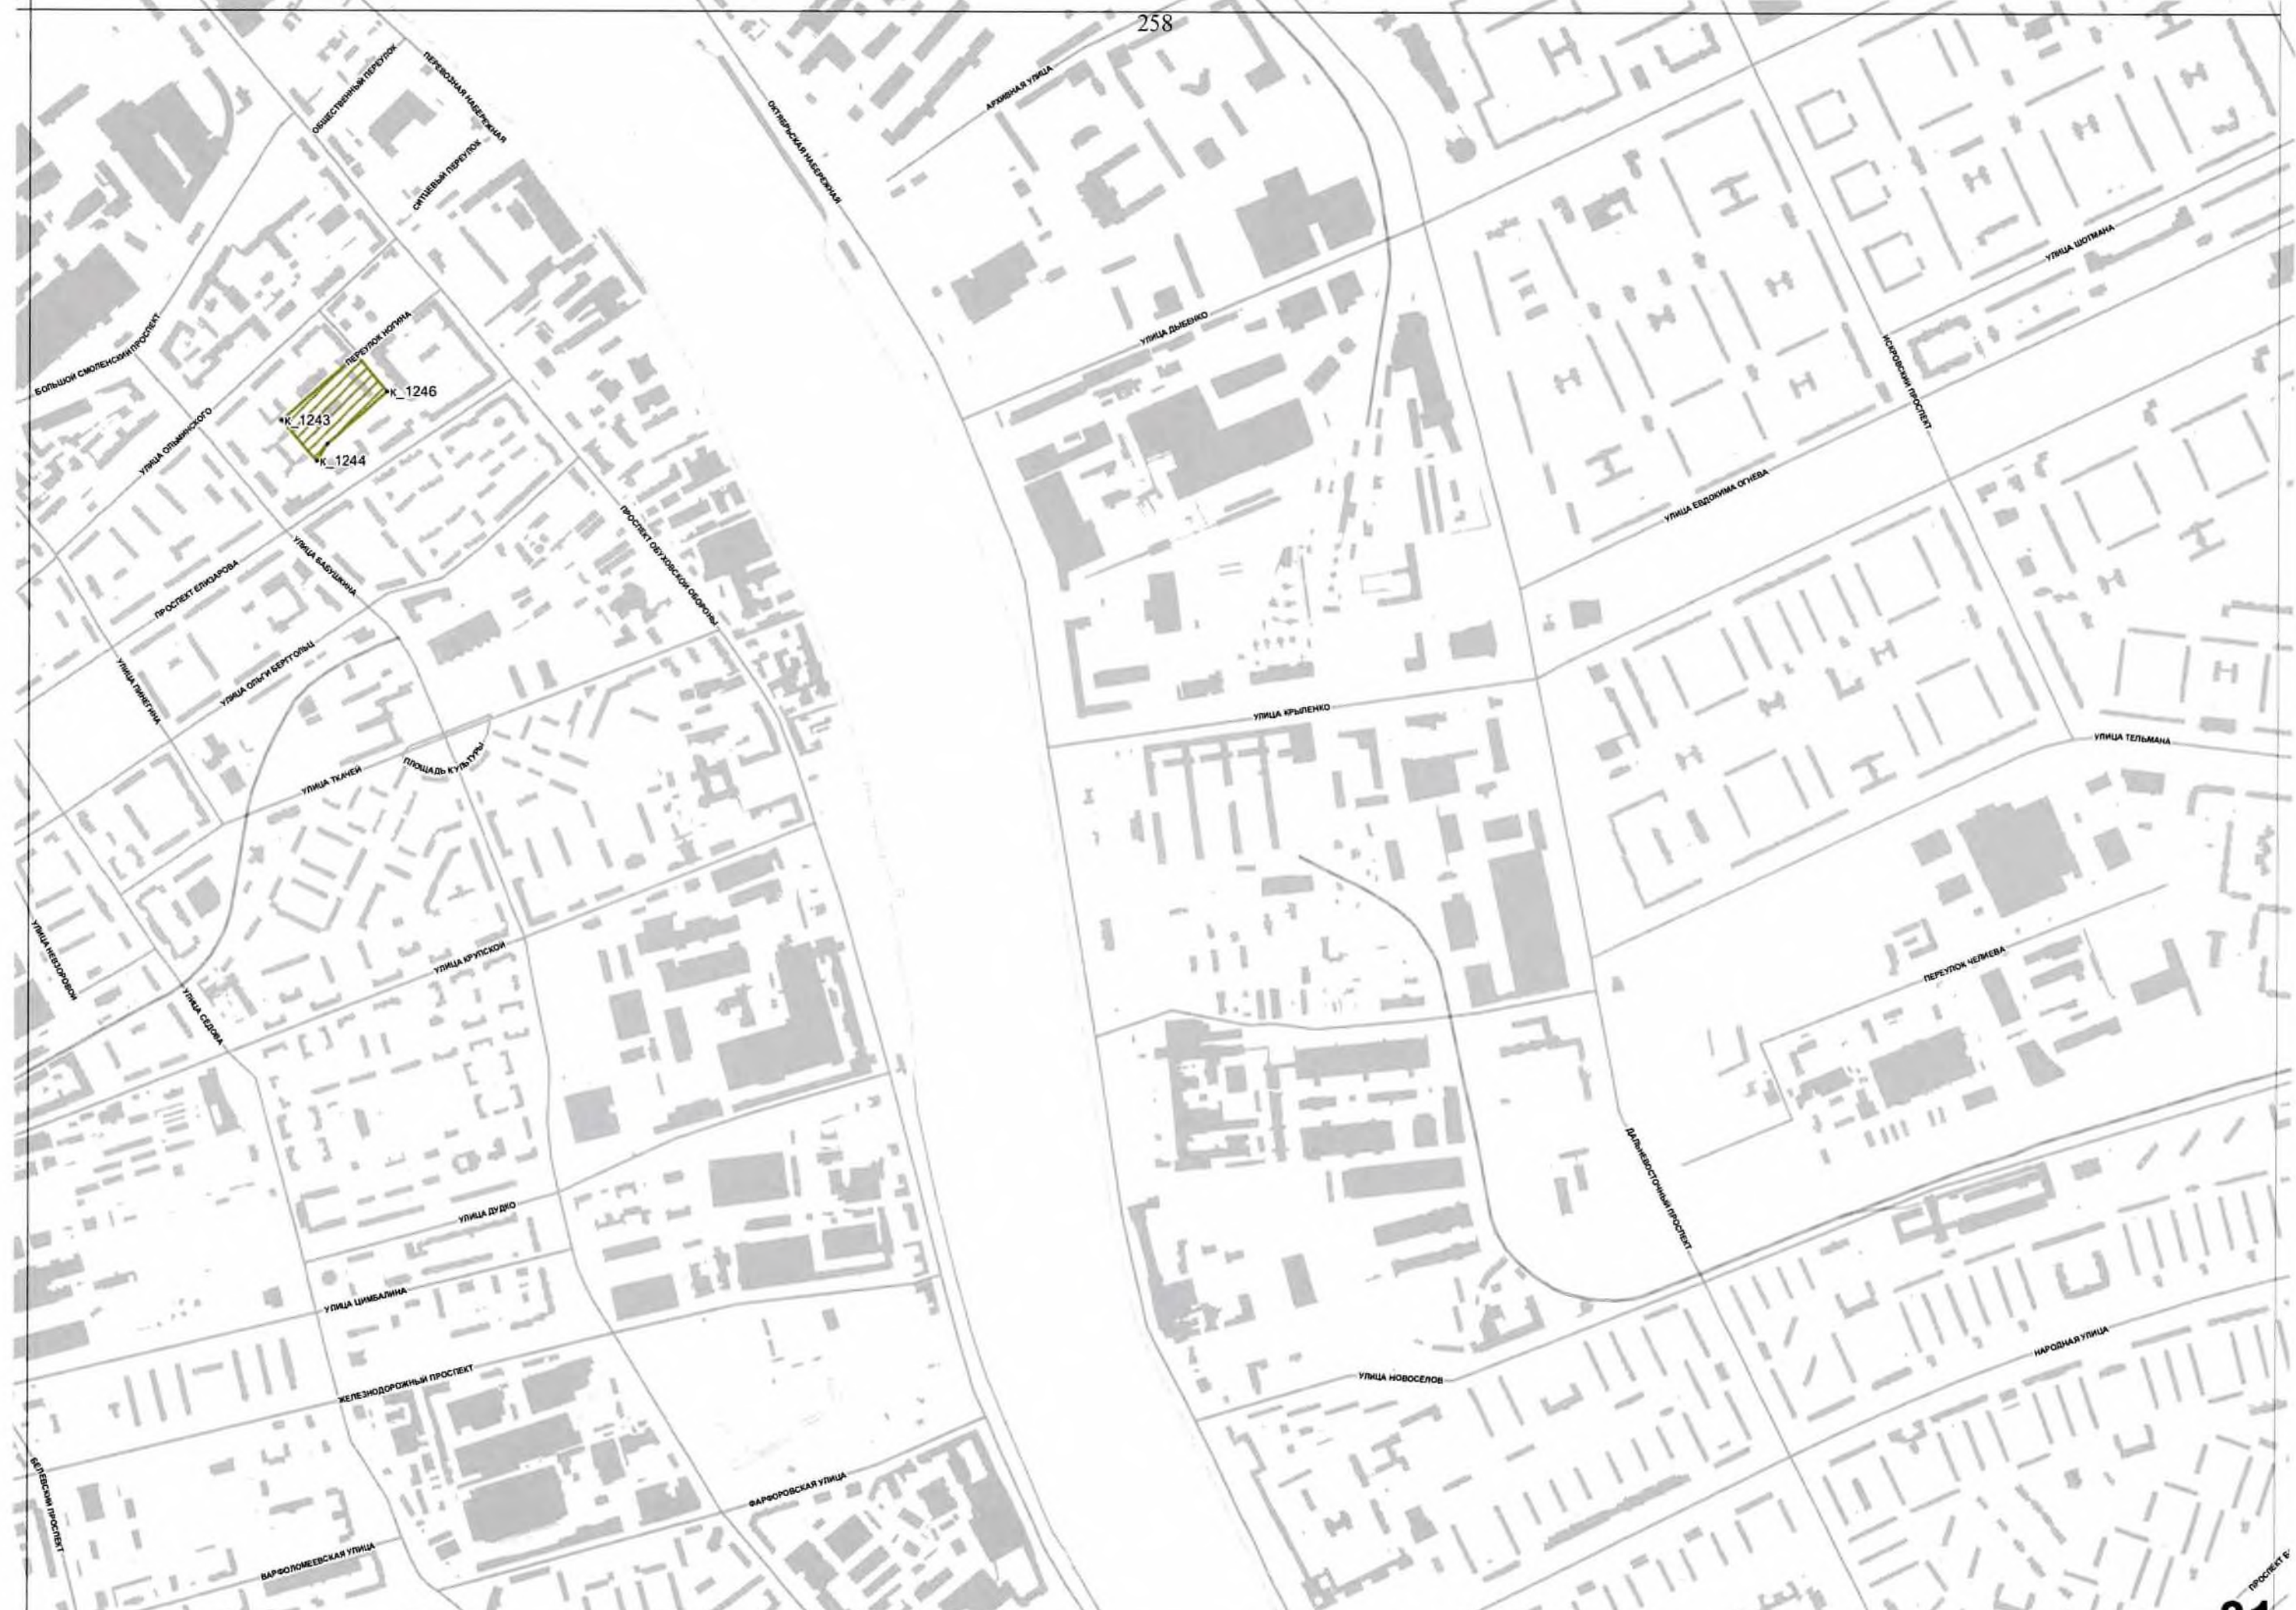 258
ОБЩЕСТВЕННЫЙ ПЕРЕУЛОК
ПЕРЕВОЗНАЯ НАБЕРЕЖНАЯ
СИТЦЕВЫЙ ПЕРЕУЛОК
ОКТЯБРЬСКАЯ НАБЕРЕЖНАЯ
АРХИВНАЯ УЛИЦА
УЛИЦА ШОТМАНА
БОЛЬШОЙ СМОЛЕНСКИЙ ПРОСПЕКТ
ПЕРЕУЛОК НОГИНА
УЛИЦА ДЫБЕНКО
ИСКРОВСКИЙ ПРОСПЕКТ
к_1246
к_1243
к_1244
УЛИЦА ОЛЬМИНСКОГО
УЛИЦА ЕВДОКИМА ОГНЕВА
ПРОСПЕКТ ОБУХОВСКОЙ ОБОРОНЫ
УЛИЦА БАБУШКИНА
ПРОСПЕКТ ЕЛИЗАРОВА
УЛИЦА ОЛЬГИ БЕРГГОЛЬЦ
УЛИЦА ПИНЕГИНА
УЛИЦА КРЫЛЕНКО
УЛИЦА ТЕЛЬМАНА
ПЛОЩАДЬ КУЛЬТУРЫ
УЛИЦА ТКАЧЕЙ
УЛИЦА НЕВЗОРОВОЙ
УЛИЦА КРУПСКОЙ
ПЕРЕУЛОК ЧЕЛИЕВА
УЛИЦА СЕДОВА
ДАЛЬНЕВОСТОЧНЫЙ ПРОСПЕКТ
УЛИЦА ДУДКО
УЛИЦА ЦИМБАЛИНА
НАРОДНАЯ УЛИЦА
ЖЕЛЕЗНОДОРОЖНЫЙ ПРОСПЕКТ
УЛИЦА НОВОСЁЛОВ
БЕЛЕВСКИЙ ПРОСПЕКТ
ФАРФОРОВСКАЯ УЛИЦА
ВАРФОЛОМЕЕВСКАЯ УЛИЦА
ПРОСПЕКТ Б